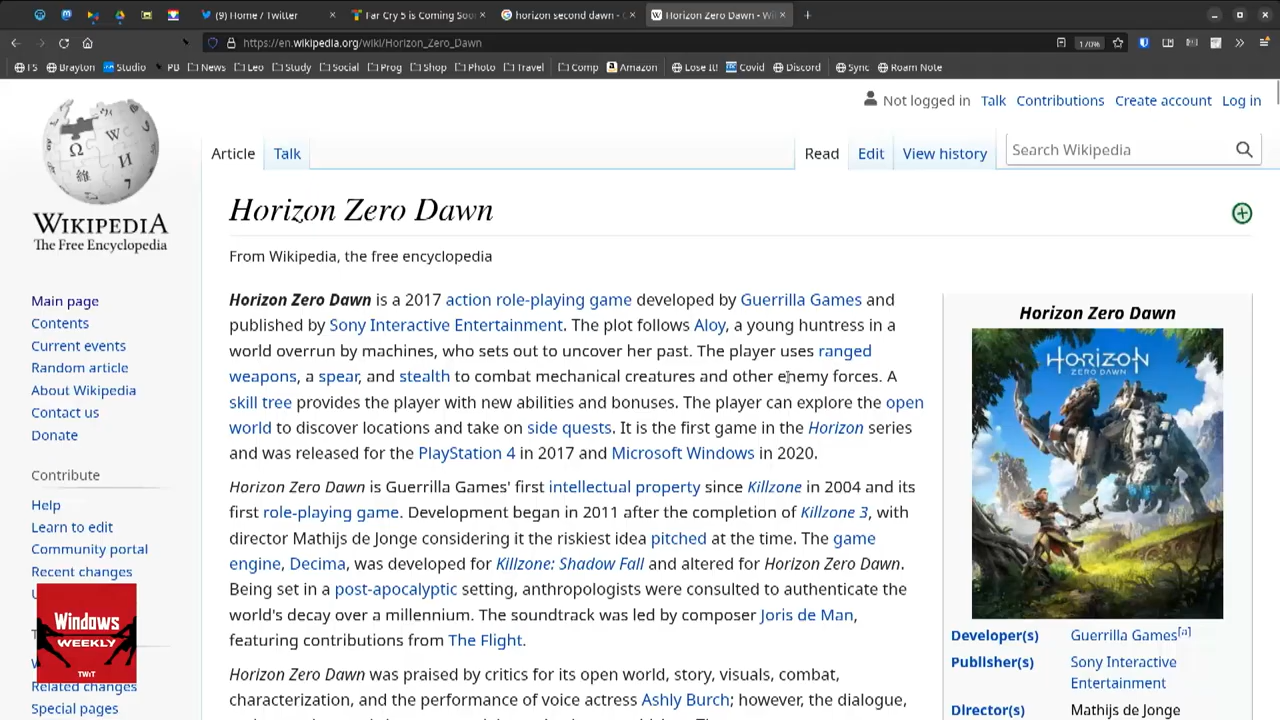 (9) Home / Twitter
Far Cry 5 is Coming Soo
horizon second dawn - G
Horizon Zero Dawn - Wi
https://en.wikipedia.org/wiki/Horizon_Zero_Dawn
170%
TS
Brayton
Studio
PB
News
Leo
Study
Social
Prog
Shop
Photo
Travel
Comp
Amazon
Lose It!
Covid
Discord
Sync
Roam Note
Not logged in
Talk
Contributions
Create account
Log in
WIKIPEDIA
The Free Encyclopedia
Article
Talk
Read
Edit
View history
Search Wikipedia
Horizon Zero Dawn
From Wikipedia, the free encyclopedia
Main page
Contents
Current events
Random article
About Wikipedia
Contact us
Donate
Contribute
Help
Learn to edit
Community portal
Recent changes
Related changes
Special pages
Windows
WEEKLY
TWiT
Horizon Zero Dawn is a 2017 action role-playing game developed by Guerrilla Games and
published by Sony Interactive Entertainment. The plot follows Aloy, a young huntress in a
world overrun by machines, who sets out to uncover her past. The player uses ranged
weapons, a spear, and stealth to combat mechanical creatures and other enemy forces. A
skill tree provides the player with new abilities and bonuses. The player can explore the open
world to discover locations and take on side quests. It is the first game in the Horizon series
and was released for the PlayStation 4 in 2017 and Microsoft Windows in 2020.
Horizon Zero Dawn is Guerrilla Games' first intellectual property since Killzone in 2004 and its
first role-playing game. Development began in 2011 after the completion of Killzone 3, with
director Mathijs de Jonge considering it the riskiest idea pitched at the time. The game
engine, Decima, was developed for Killzone: Shadow Fall and altered for Horizon Zero Dawn.
Being set in a post-apocalyptic setting, anthropologists were consulted to authenticate the
world's decay over a millennium. The soundtrack was led by composer Joris de Man,
featuring contributions from The Flight.
Horizon Zero Dawn was praised by critics for its open world, story, visuals, combat,
characterization, and the performance of voice actress Ashly Burch; however, the dialogue,
Horizon Zero Dawn
HORIZON
ZERO DAWN
Developer(s) Guerrilla Games[a]
Publisher(s) Sony Interactive
Entertainment
Director(s) Mathijs de Jonge